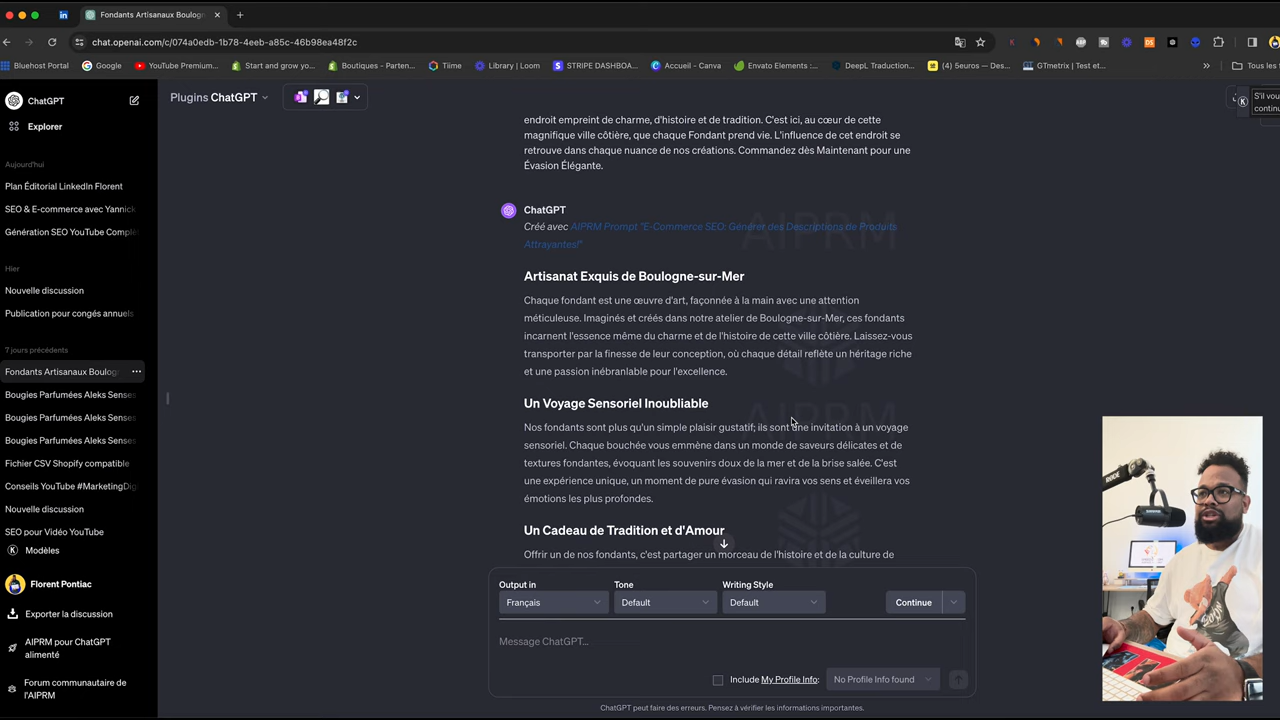 Fondants Artisanaux Boulogn
chat.openai.com/c/074a0edb-1b78-4eeb-a85c-46b98ea48f2c
Bluehost Portal
Google
YouTube Premium...
Start and grow yo...
Boutiques - Parten...
Tiime
Library | Loom
STRIPE DASHBOA...
Accueil - Canva
Envato Elements :...
DeepL Translation...
(4) 5euros — Des...
GTmetrix | Test et...
»
Tous les
ChatGPT
Explorer
Aujourd'hui
Plan Éditorial LinkedIn Florent
SEO & E-commerce avec Yannick
Génération SEO YouTube Complèt
Hier
Nouvelle discussion
Publication pour congés annuels
7 jours précédents
Fondants Artisanaux Boulog
Bougies Parfumées Aleks Senses
Bougies Parfumées Aleks Senses
Bougies Parfumées Aleks Senses
Fichier CSV Shopify compatible
Conseils YouTube #MarketingDig
Nouvelle discussion
SEO pour Vidéo YouTube
K Modèles
Florent Pontiac
Exporter la discussion
AIPRM pour ChatGPT
alimenté
Forum communautaire de
l'AIPRM
Plugins ChatGPT
K
S'il vou
continu
endroit empreint de charme, d'histoire et de tradition. C'est ici, au cœur de cette
magnifique ville côtière, que chaque Fondant prend vie. L'influence de cet endroit se
retrouve dans chaque nuance de nos créations. Commandez dès Maintenant pour une
Évasion Élégante.
ChatGPT
Créé avec AIPRM Prompt "E-Commerce SEO: Générer des Descriptions de Produits
Attrayantes!"
AIPRM
Artisanat Exquis de Boulogne-sur-Mer
Chaque fondant est une œuvre d'art, façonnée à la main avec une attention
méticuleuse. Imaginés et créés dans notre atelier de Boulogne-sur-Mer, ces fondants
incarnent l'essence même du charme et de l'histoire de cette ville côtière. Laissez-vous
transporter par la finesse de leur conception, où chaque détail reflète un héritage riche
et une passion inébranlable pour l'excellence.
Un Voyage Sensoriel Inoubliable
AIPRM
Nos fondants sont plus qu'un simple plaisir gustatif; ils sont une invitation à un voyage
sensoriel. Chaque bouchée vous emmène dans un monde de saveurs délicates et de
textures fondantes, évoquant les souvenirs doux de la mer et de la brise salée. C'est
une expérience unique, un moment de pure évasion qui ravira vos sens et éveillera vos
émotions les plus profondes.
Un Cadeau de Tradition et d'Amour
Offrir un de nos fondants, c'est partager un morceau de l'histoire et de la culture de
Output in
Tone
Writing Style
Français
Default
Default
Continue
Message ChatGPT...
Include My Profile Info:
No Profile Info found
ChatGPT peut faire des erreurs. Pensez à vérifier les informations importantes.
RØDE